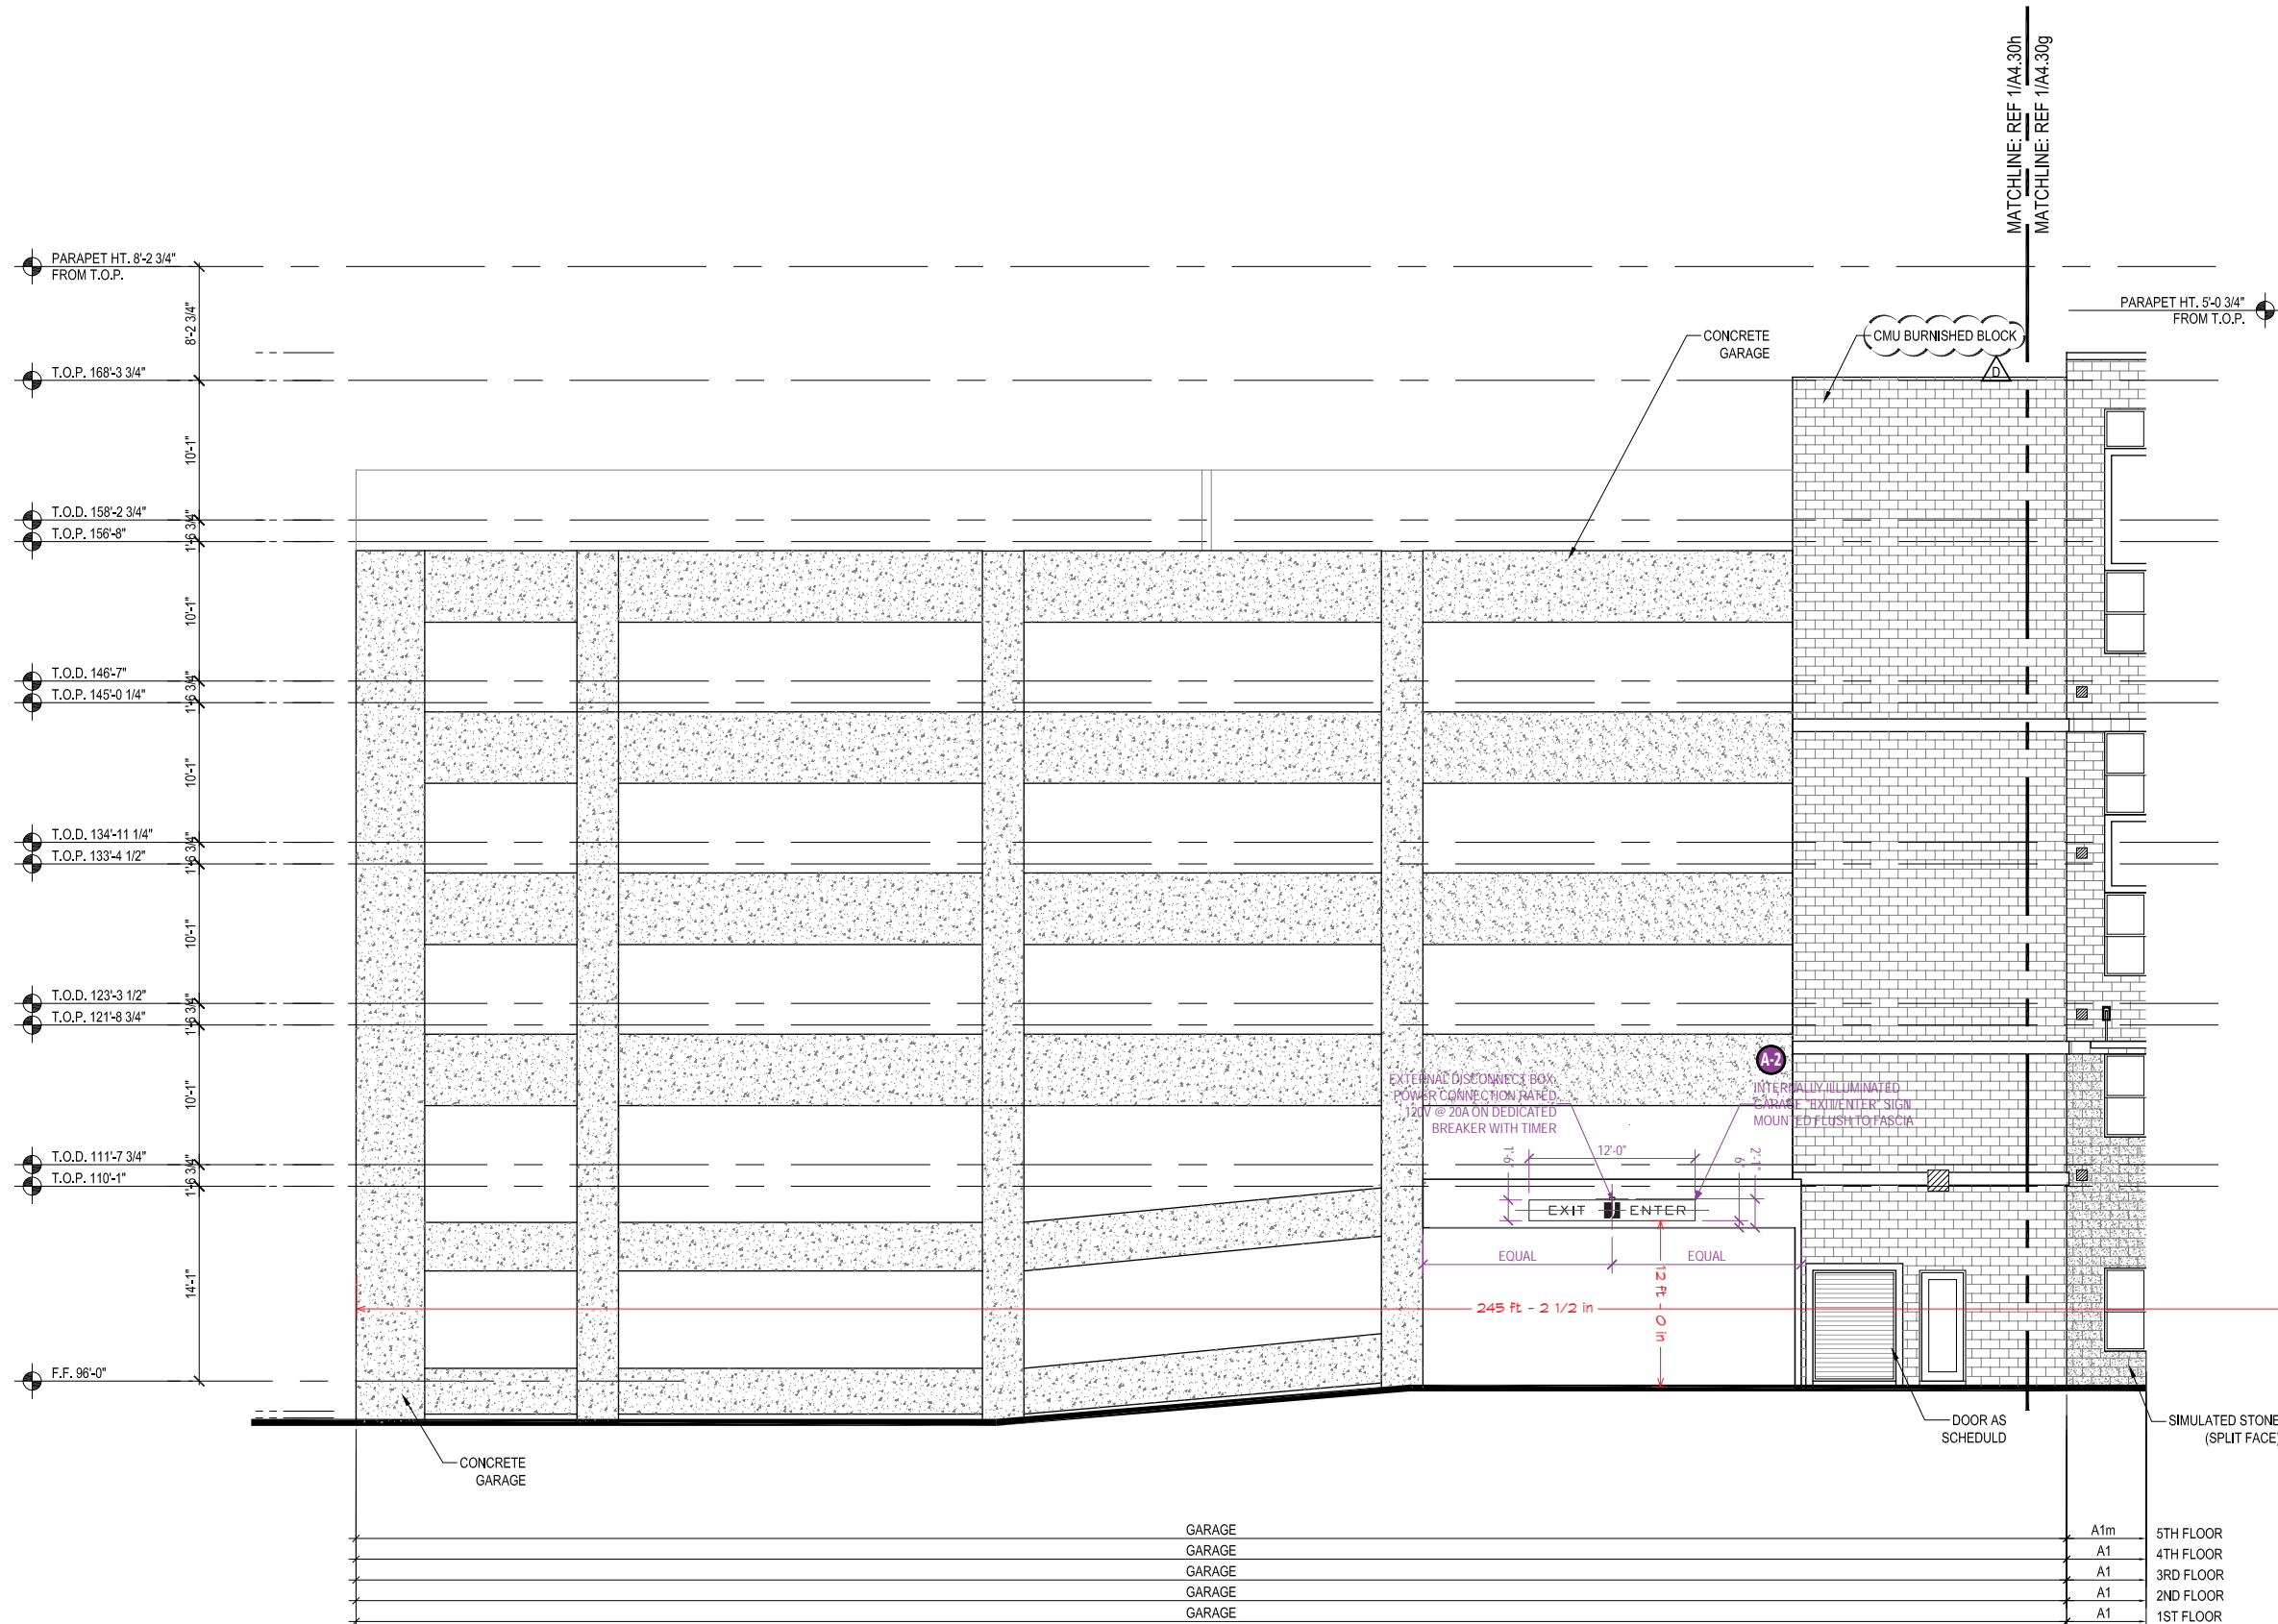 MATCHLINE: REF 1/A4.30h
MATCHLINE: REF 1/A4.30g
PARAPET HT. 8'-2 3/4"
FROM T.O.P.
8'-2 3/4"
PARAPET HT. 5'-0 3/4"
FROM T.O.P.
CONCRETE
GARAGE
CMU BURNISHED BLOCK
D
T.O.P. 168'-3 3/4"
10'-1"
T.O.D. 158'-2 3/4"
1'-6 3/4"
T.O.P. 156'-8"
10'-1"
T.O.D. 146'-7"
1'-6 3/4"
T.O.P. 145'-0 1/4"
10'-1"
T.O.D. 134'-11 1/4"
1'-6 3/4"
T.O.P. 133'-4 1/2"
10'-1"
T.O.D. 123'-3 1/2"
1'-6 3/4"
T.O.P. 121'-8 3/4"
10'-1"
T.O.D. 111'-7 3/4"
1'-6 3/4"
T.O.P. 110'-1"
14'-1"
F.F. 96'-0"
A-2
EXTERNAL DISCONNECT BOX,
POWER CONNECTION RATED
120V @ 20A ON DEDICATED
BREAKER WITH TIMER
INTERNALLY ILLUMINATED
GARAGE "EXIT/ENTER" SIGN
MOUNTED FLUSH TO FASCIA
12'-0"
1'-6"
6"
2'-1"
EXIT ENTER
EQUAL
EQUAL
245 ft - 2 1/2 in
12 ft - 0 in
DOOR AS
SCHEDULD
SIMULATED STONE
(SPLIT FACE)
CONCRETE
GARAGE
GARAGE A1m 5TH FLOOR
GARAGE A1 4TH FLOOR
GARAGE A1 3RD FLOOR
GARAGE A1 2ND FLOOR
GARAGE A1 1ST FLOOR